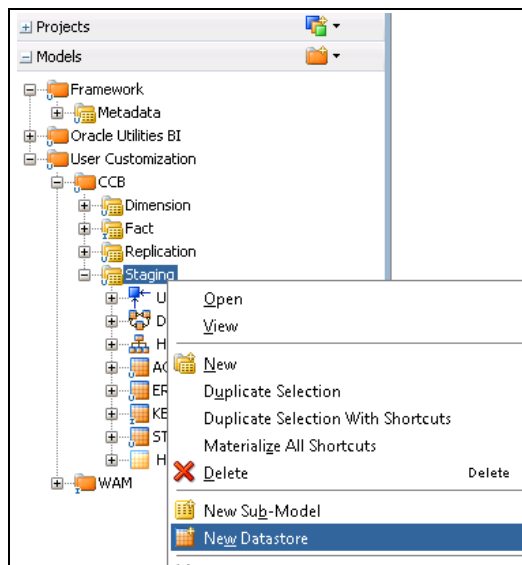 Projects
Models
Framework
Metadata
Oracle Utilities BI
User Customization
CCB
Dimension
Fact
Replication
Staging
U
D
H
AC
ER
KE
ST
H
WAM
Open
View
New
Duplicate Selection
Duplicate Selection With Shortcuts
Materialize All Shortcuts
Delete Delete
New Sub-Model
New Datastore